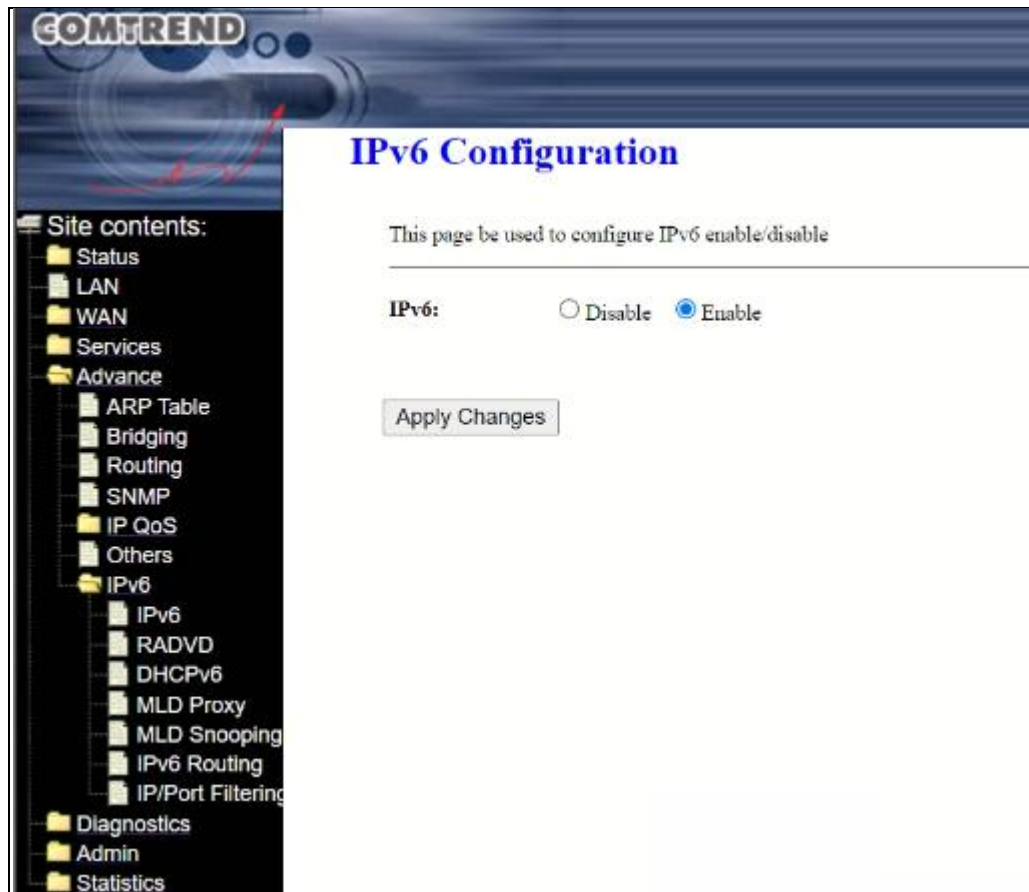 COMTREND
IPv6 Configuration
This page be used to configure IPv6 enable/disable
IPv6: Disable Enable
Apply Changes
Site contents:
Status
LAN
WAN
Services
Advance
ARP Table
Bridging
Routing
SNMP
IP QoS
Others
IPv6
IPv6
RADVD
DHCPv6
MLD Proxy
MLD Snooping
IPv6 Routing
IP/Port Filtering
Diagnostics
Admin
Statistics